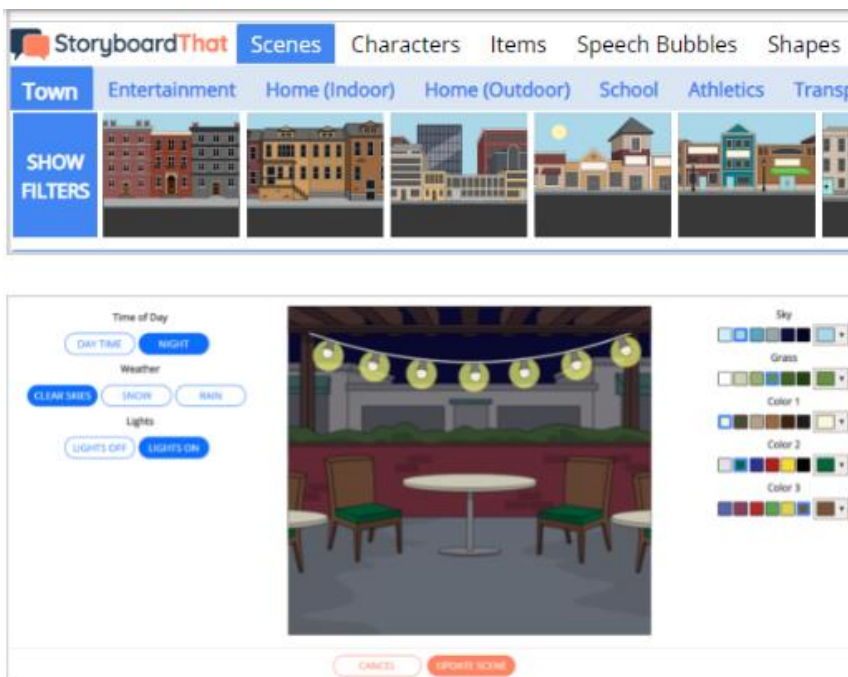 StoryboardThat Scenes Characters Items Speech Bubbles Shapes
Town Entertainment Home (Indoor) Home (Outdoor) School Athletics Transp
SHOW
FILTERS
Time of Day
DAY TIME NIGHT
Weather
CLEAR SKIES SNOW RAIN
Lights
LIGHTS OFF LIGHTS ON
Sky
Grass
Color 1
Color 2
Color 3
CANCEL UPDATE SCENE